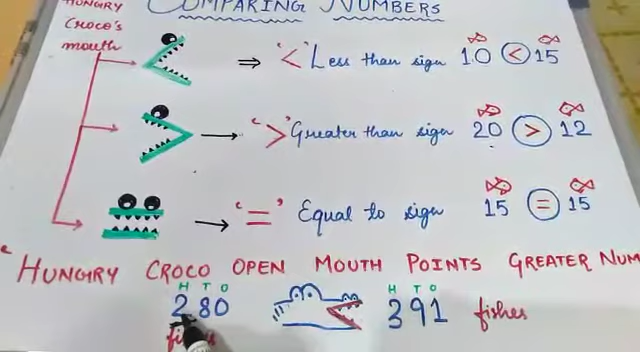 COMPARING NUMBERS
HUNGRY
CROCO'S
mouth
'<' Less than sign 10 < 15
'>' Greater than sign 20 > 12
'=' Equal to sign 15 = 15
"HUNGRY CROCO OPEN MOUTH POINTS GREATER NUM
H T O H T O
280 391 fishes